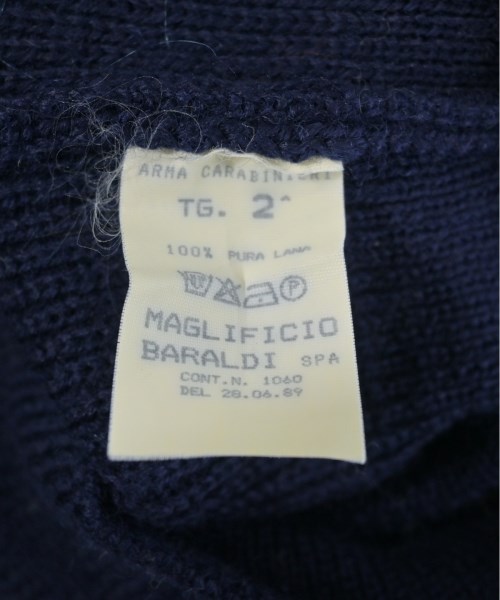 ARMA CARABINIERI
TG. 2^
100% PURA LANA
P
MAGLIFICIO
BARALDI SPA
CONT.N. 1060
DEL 28.06.89